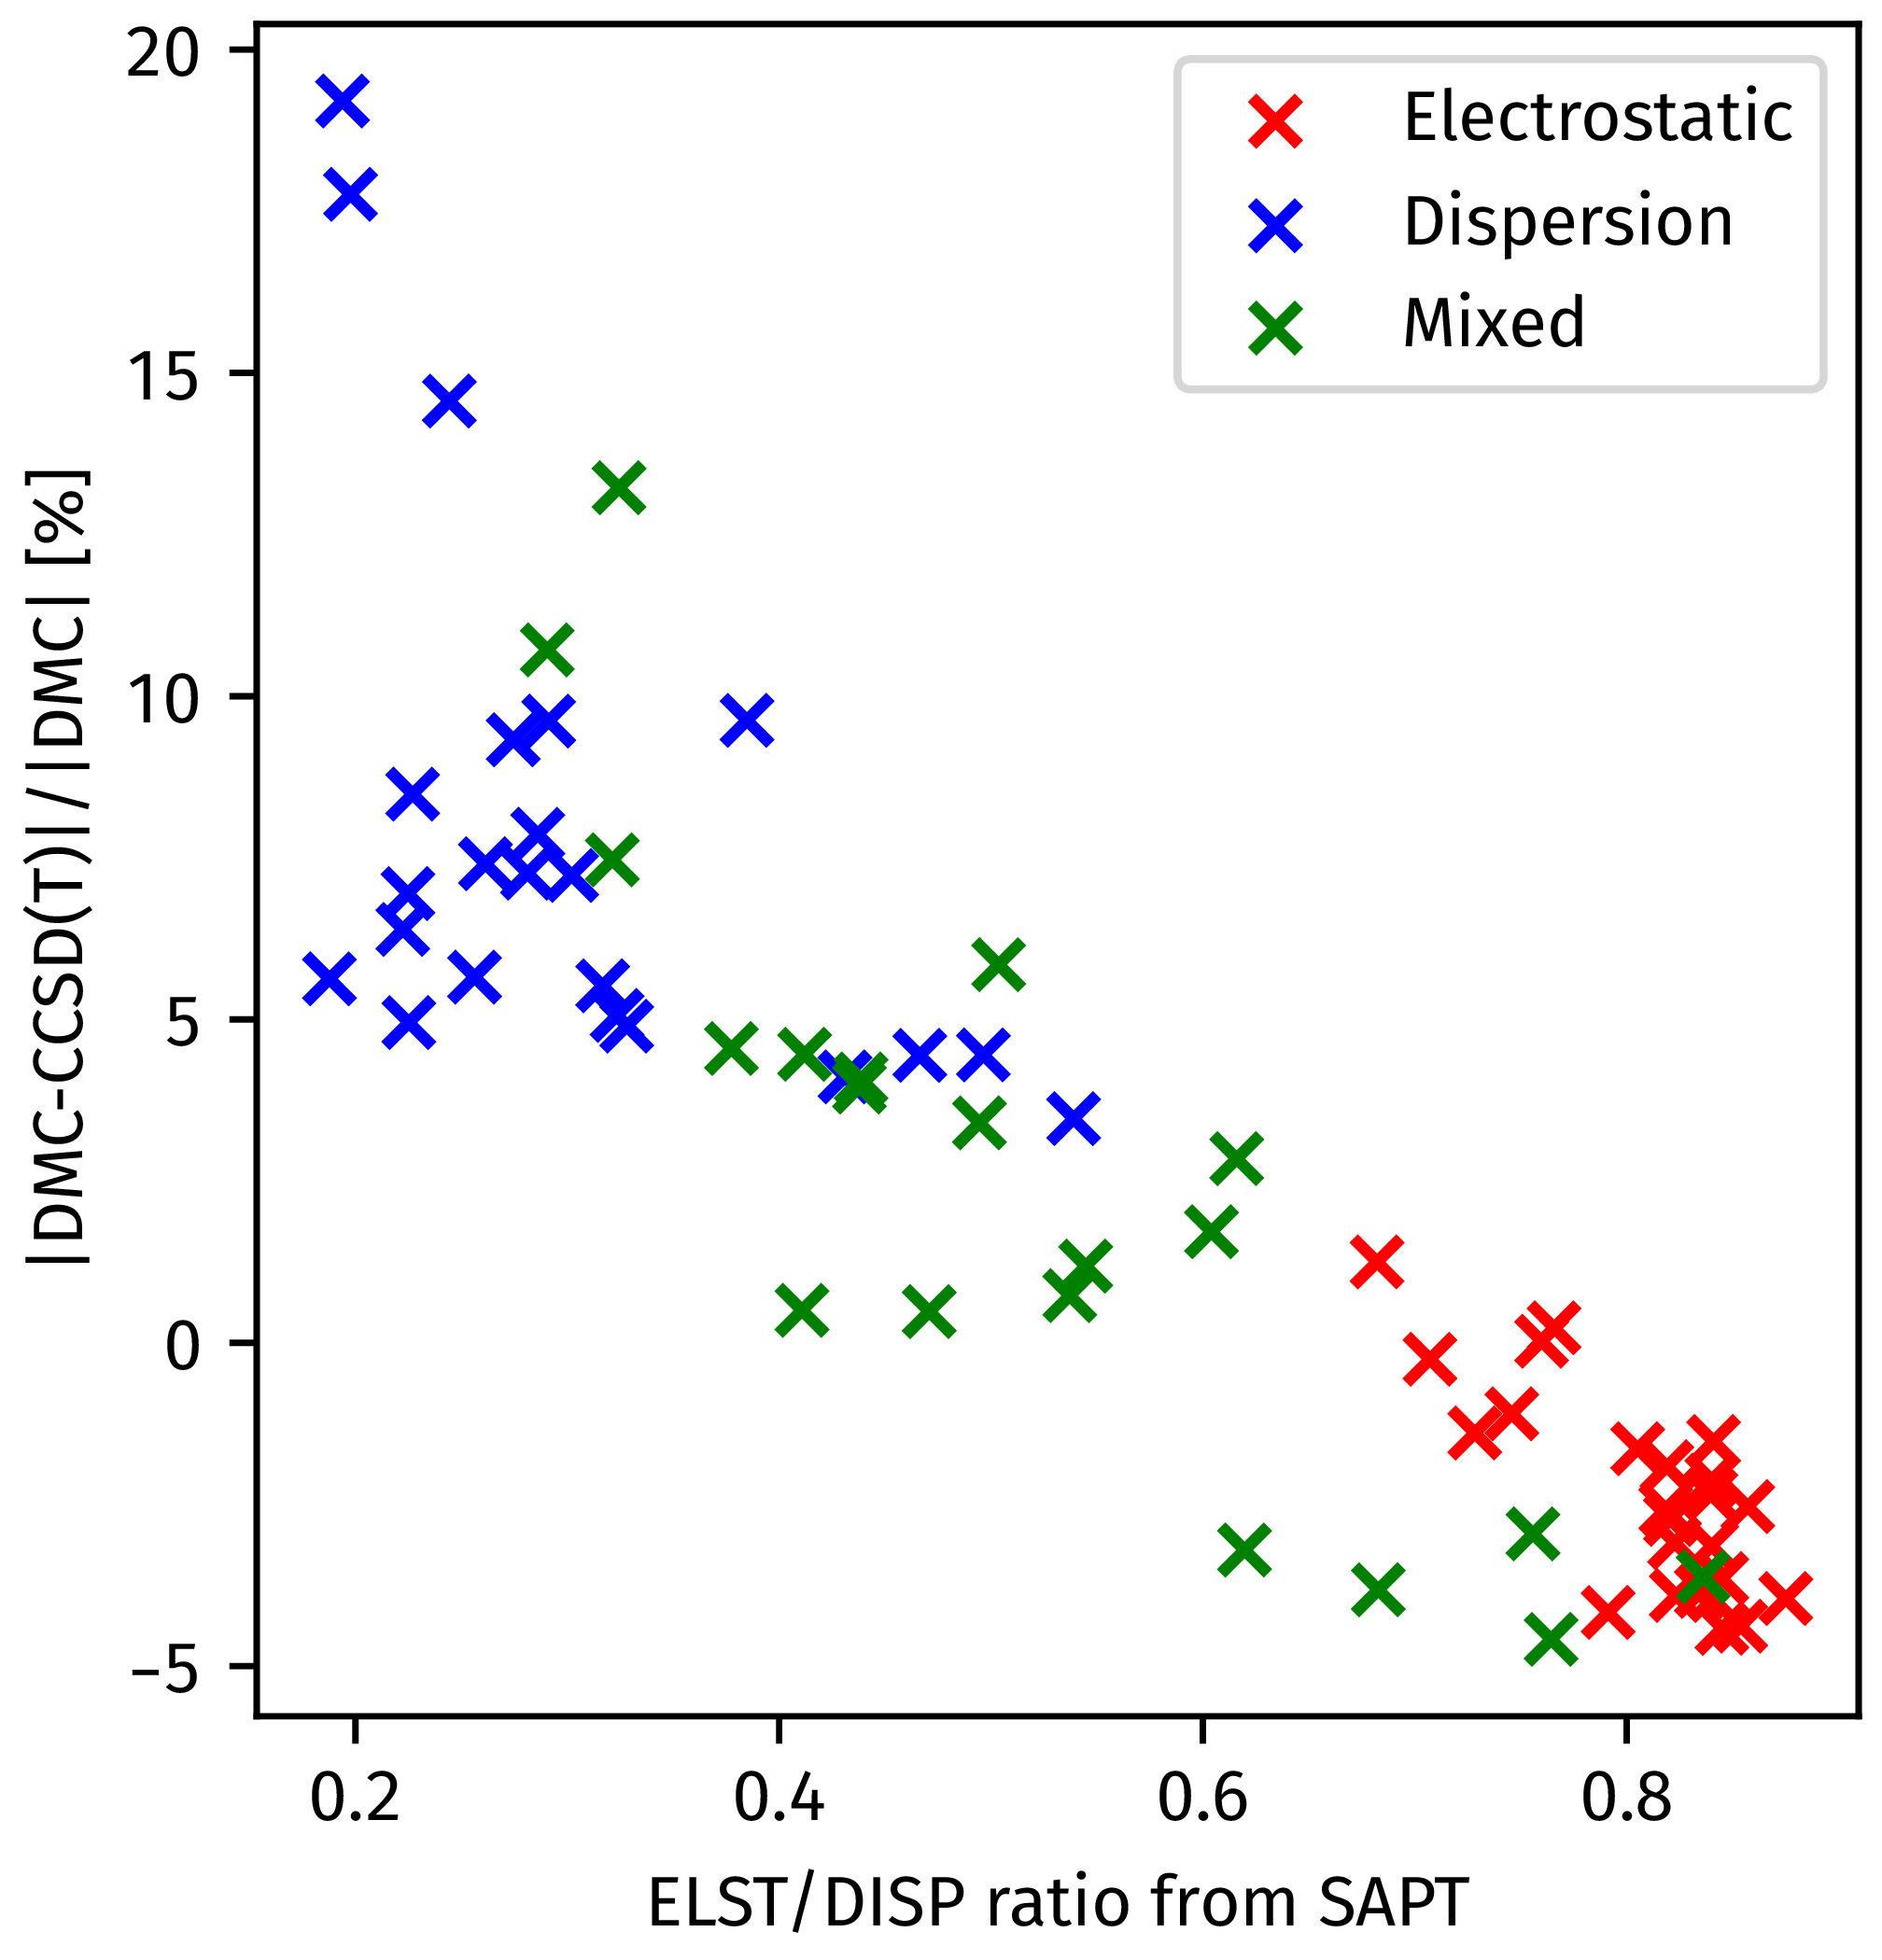 20
15
10
5
0
−5
0.2
0.4
0.6
0.8
|DMC-CCSD(T)|/|DMC| [%]
ELST/DISP ratio from SAPT
Electrostatic
Dispersion
Mixed